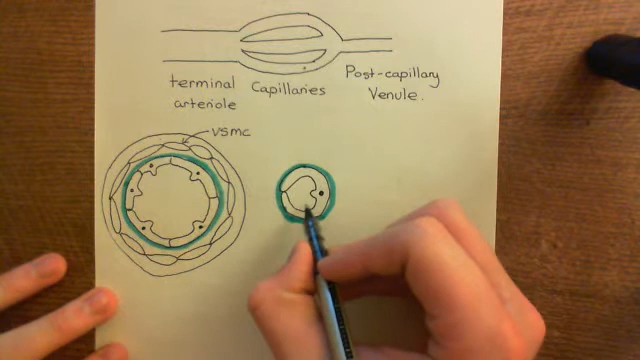 terminal
arteriole
Capillaries
Post-capillary
Venule.
VSMC